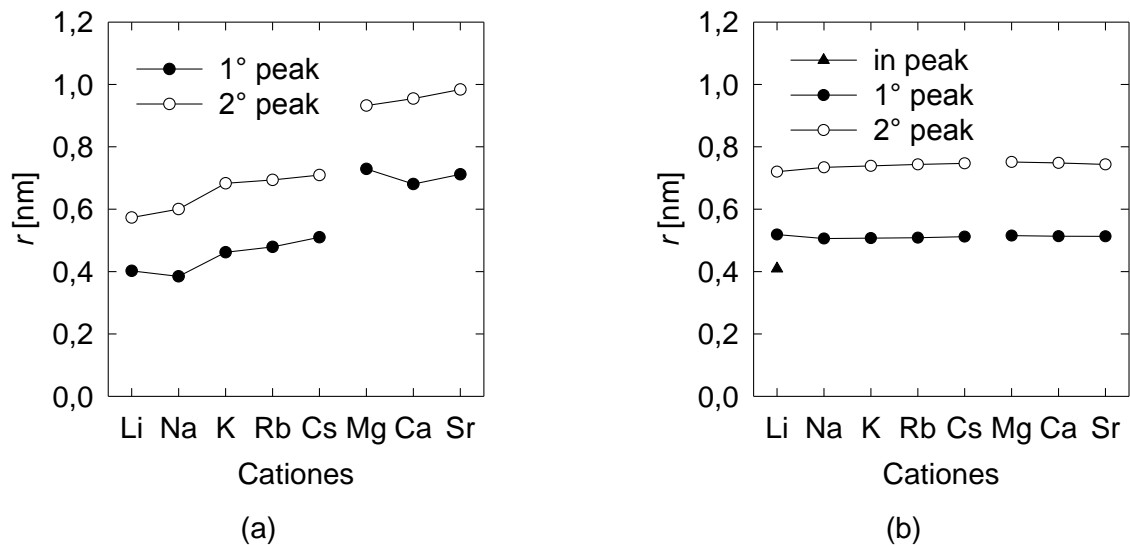 1,2
1,0
0,8
0,6
0,4
0,2
0,0
r [nm]
1° peak
2° peak
Li Na K Rb Cs Mg Ca Sr
Cationes
(a)
1,2
1,0
0,8
0,6
0,4
0,2
0,0
r [nm]
in peak
1° peak
2° peak
Li Na K Rb Cs Mg Ca Sr
Cationes
(b)